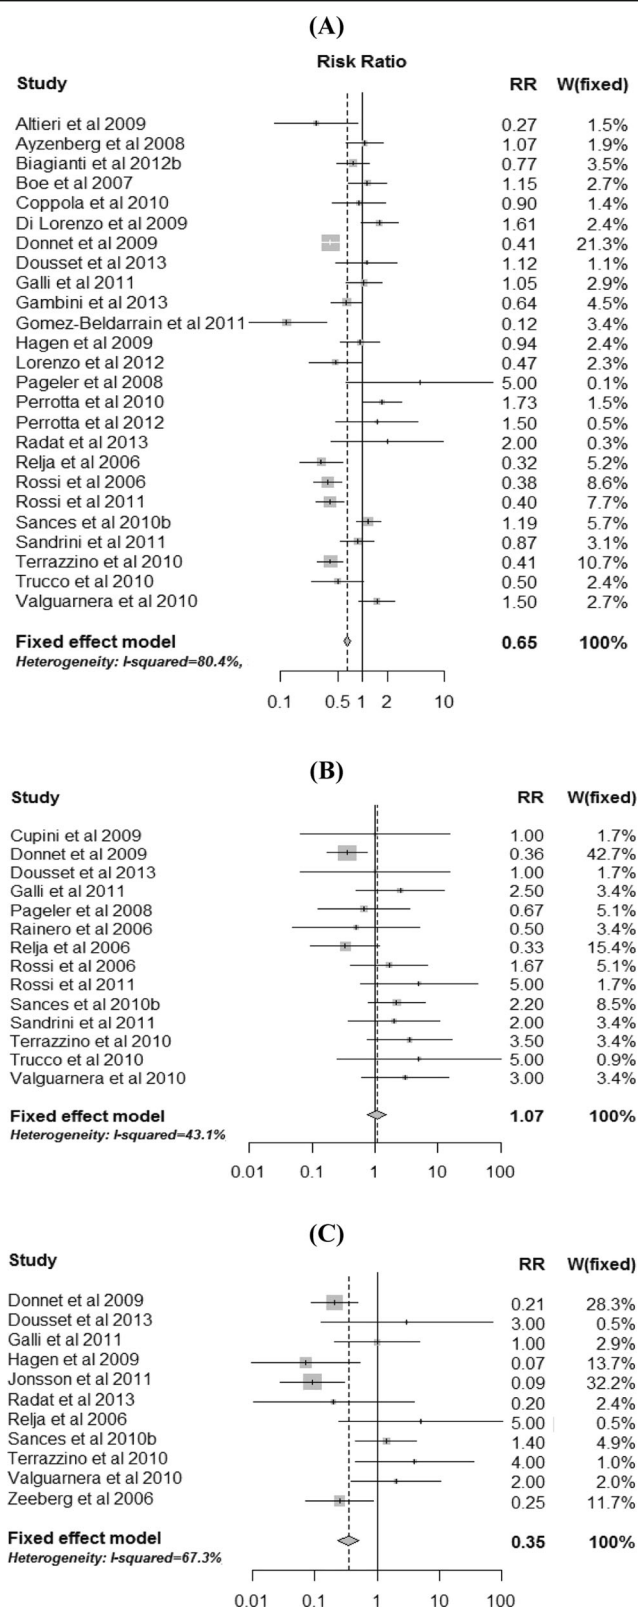 (A)
Risk Ratio
Study RR W(fixed)
Altieri et al 2009 0.27 1.5%
Ayzenberg et al 2008 1.07 1.9%
Biagianti et al 2012b 0.77 3.5%
Boe et al 2007 1.15 2.7%
Coppola et al 2010 0.90 1.4%
Di Lorenzo et al 2009 1.61 2.4%
Donnet et al 2009 0.41 21.3%
Dousset et al 2013 1.12 1.1%
Galli et al 2011 1.05 2.9%
Gambini et al 2013 0.64 4.5%
Gomez-Beldarrain et al 2011 0.12 3.4%
Hagen et al 2009 0.94 2.4%
Lorenzo et al 2012 0.47 2.3%
Pageler et al 2008 5.00 0.1%
Perrotta et al 2010 1.73 1.5%
Perrotta et al 2012 1.50 0.5%
Radat et al 2013 2.00 0.3%
Relja et al 2006 0.32 5.2%
Rossi et al 2006 0.38 8.6%
Rossi et al 2011 0.40 7.7%
Sances et al 2010b 1.19 5.7%
Sandrini et al 2011 0.87 3.1%
Terrazzino et al 2010 0.41 10.7%
Trucco et al 2010 0.50 2.4%
Valguarnera et al 2010 1.50 2.7%
Fixed effect model 0.65 100%
Heterogeneity: I-squared=80.4%,
0.1 0.5 1 2 10
(B)
Study RR W(fixed)
Cupini et al 2009 1.00 1.7%
Donnet et al 2009 0.36 42.7%
Dousset et al 2013 1.00 1.7%
Galli et al 2011 2.50 3.4%
Pageler et al 2008 0.67 5.1%
Rainero et al 2006 0.50 3.4%
Relja et al 2006 0.33 15.4%
Rossi et al 2006 1.67 5.1%
Rossi et al 2011 5.00 1.7%
Sances et al 2010b 2.20 8.5%
Sandrini et al 2011 2.00 3.4%
Terrazzino et al 2010 3.50 3.4%
Trucco et al 2010 5.00 0.9%
Valguarnera et al 2010 3.00 3.4%
Fixed effect model 1.07 100%
Heterogeneity: I-squared=43.1%
0.01 0.1 1 10 100
(C)
Study RR W(fixed)
Donnet et al 2009 0.21 28.3%
Dousset et al 2013 3.00 0.5%
Galli et al 2011 1.00 2.9%
Hagen et al 2009 0.07 13.7%
Jonsson et al 2011 0.09 32.2%
Radat et al 2013 0.20 2.4%
Relja et al 2006 5.00 0.5%
Sances et al 2010b 1.40 4.9%
Terrazzino et al 2010 4.00 1.0%
Valguarnera et al 2010 2.00 2.0%
Zeeberg et al 2006 0.25 11.7%
Fixed effect model 0.35 100%
Heterogeneity: I-squared=67.3%
0.01 0.1 1 10 100